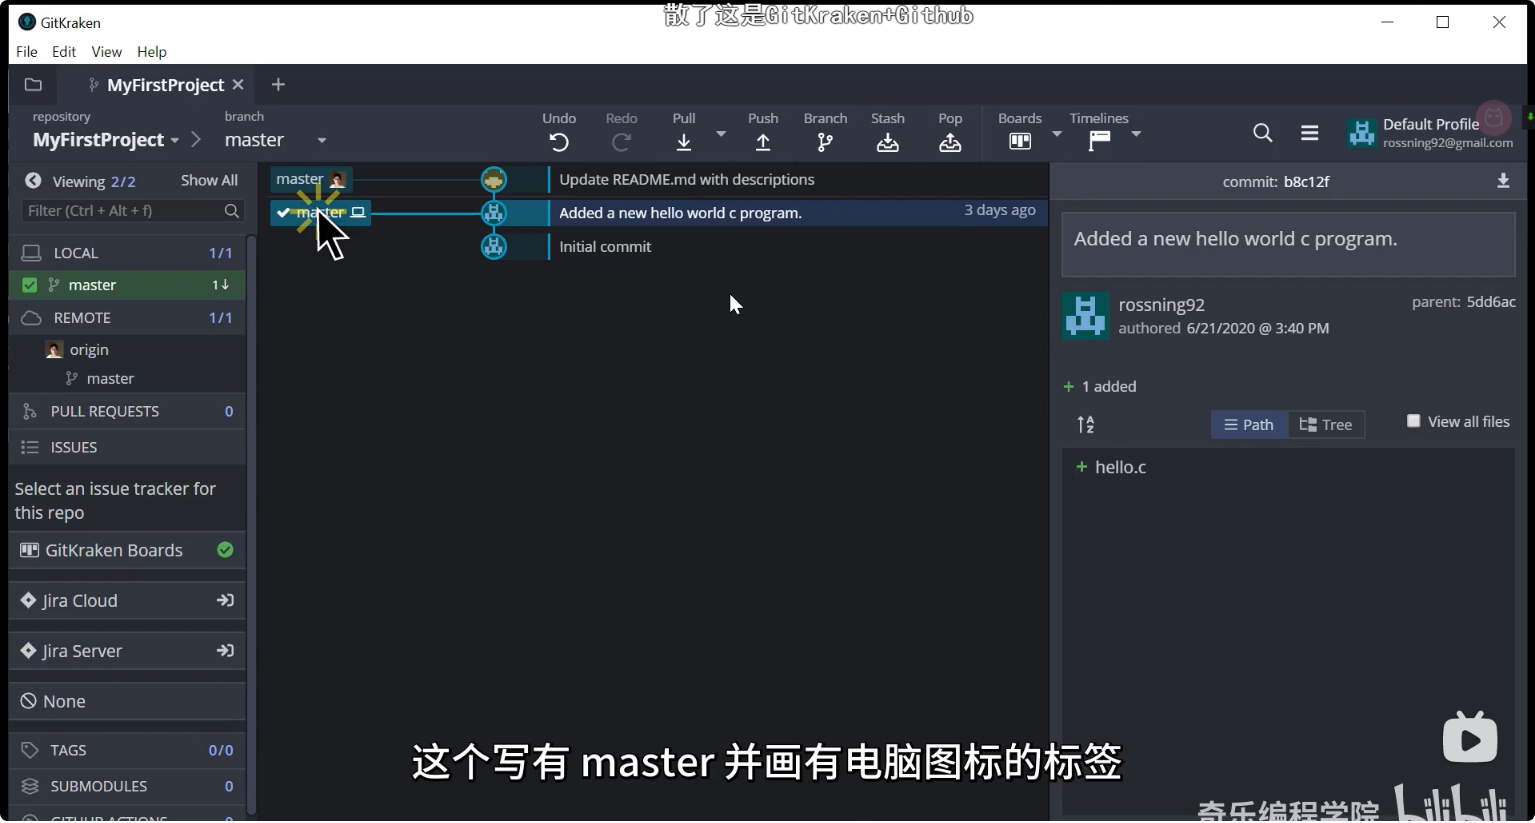 GitKraken
散了这是GitKraken+Github
File Edit View Help
MyFirstProject
repository
MyFirstProject
branch
master
Undo Redo Pull Push Branch Stash Pop Boards Timelines
Default Profile
rossning92@gmail.com
Viewing 2/2 Show All
Filter (Ctrl + Alt + f)
LOCAL 1/1
master 1↓
REMOTE 1/1
origin
master
PULL REQUESTS 0
ISSUES
Select an issue tracker for
this repo
GitKraken Boards
Jira Cloud
Jira Server
None
TAGS 0/0
SUBMODULES 0
GITHUB ACTIONS 0
master Update README.md with descriptions
master Added a new hello world c program. 3 days ago
Initial commit
commit: b8c12f
Added a new hello world c program.
rossning92
authored 6/21/2020 @ 3:40 PM
parent: 5dd6ac
+ 1 added
Path Tree View all files
+ hello.c
这个写有 master 并画有电脑图标的标签
奇乐编程学院 bilibili